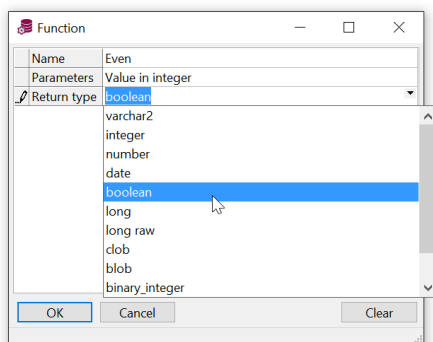 Function
Name Even
Parameters Value in integer
Return type boolean
varchar2
integer
number
date
boolean
long
long raw
clob
blob
binary_integer
OK Cancel Clear